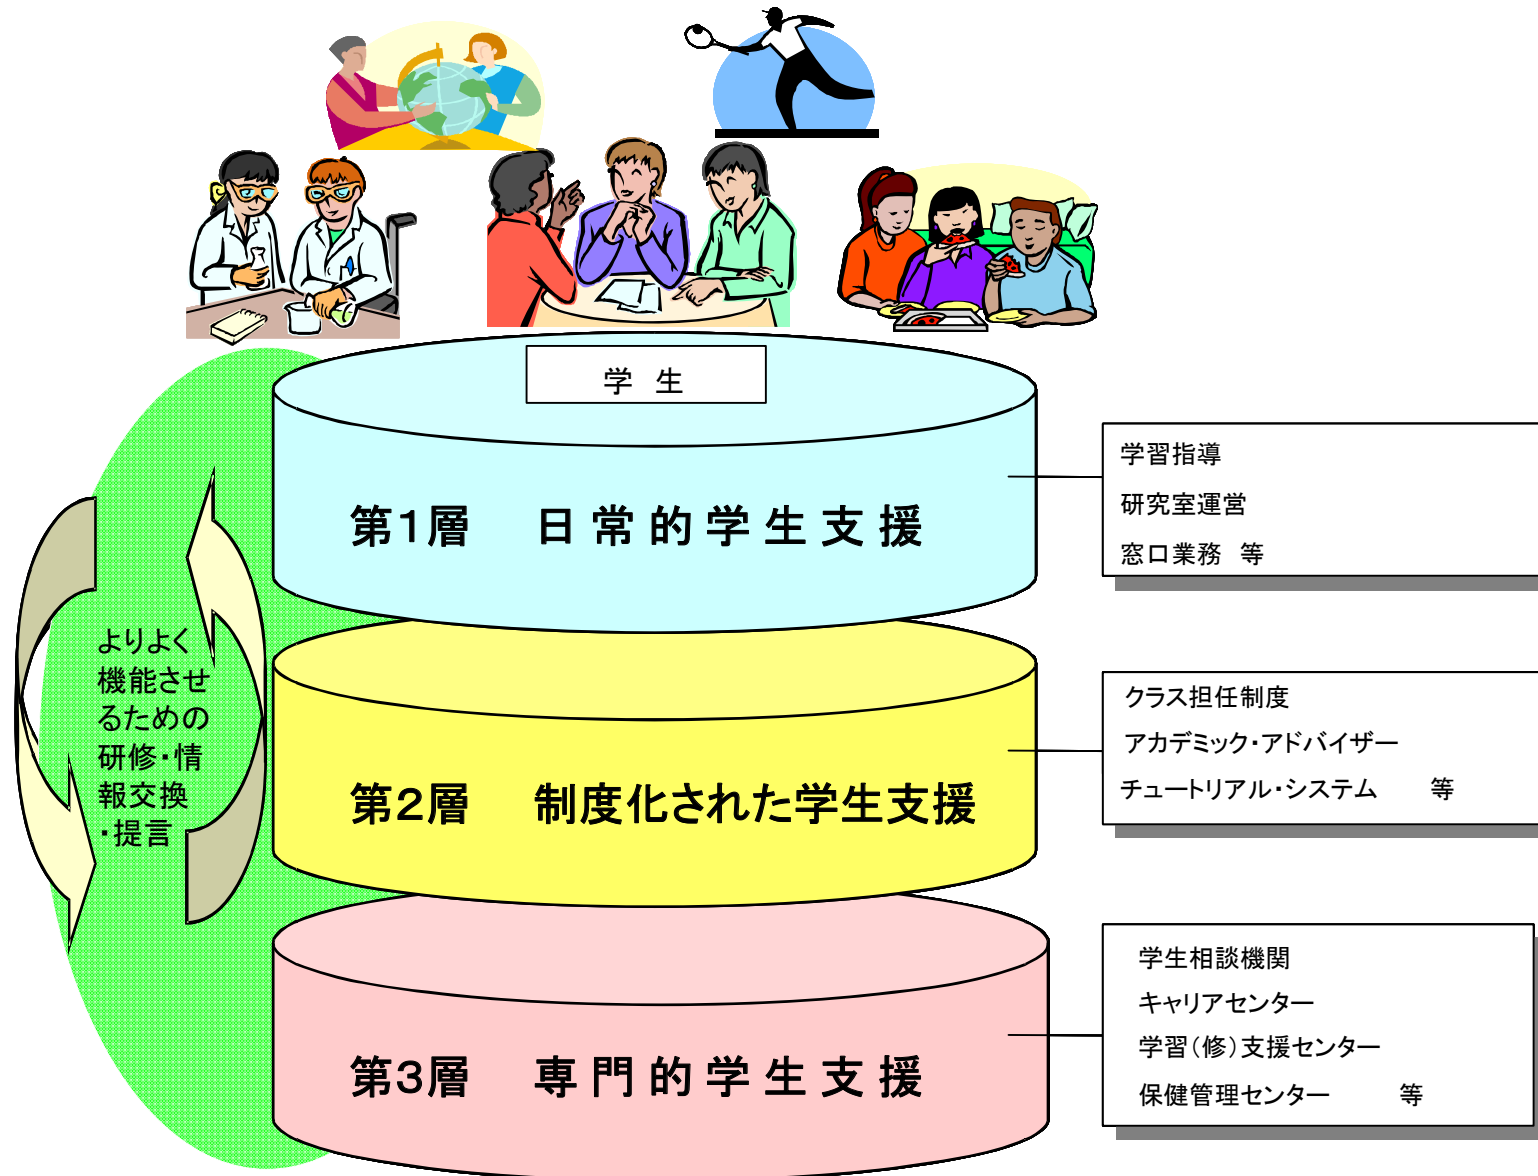 学 生
第1層 日常的学生支援
学習指導
研究室運営
窓口業務 等
よりよく
機能させ
るための
研修・情
報交換
・提言
第2層 制度化された学生支援
クラス担任制度
アカデミック・アドバイザー
チュートリアル・システム 等
第3層 専門的学生支援
学生相談機関
キャリアセンター
学習(修)支援センター
保健管理センター 等